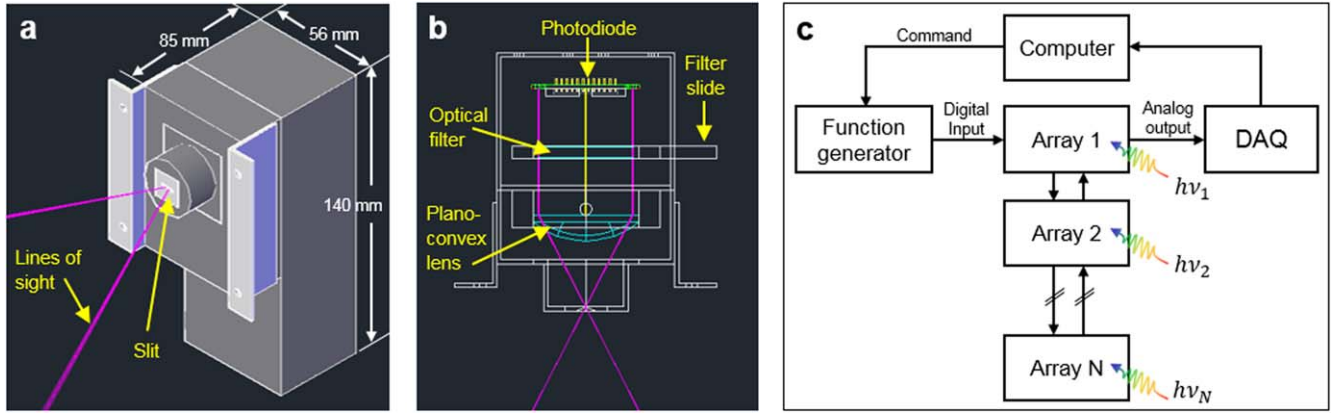 a
85 mm
56 mm
140 mm
Lines of
sight
Slit
b
Photodiode
Filter
slide
Optical
filter
Plano-
convex
lens
c
Command
Computer
Function
generator
Digital
Input
Array 1
Analog
output
DAQ
hν₁
Array 2
hν₂
Array N
hν_N